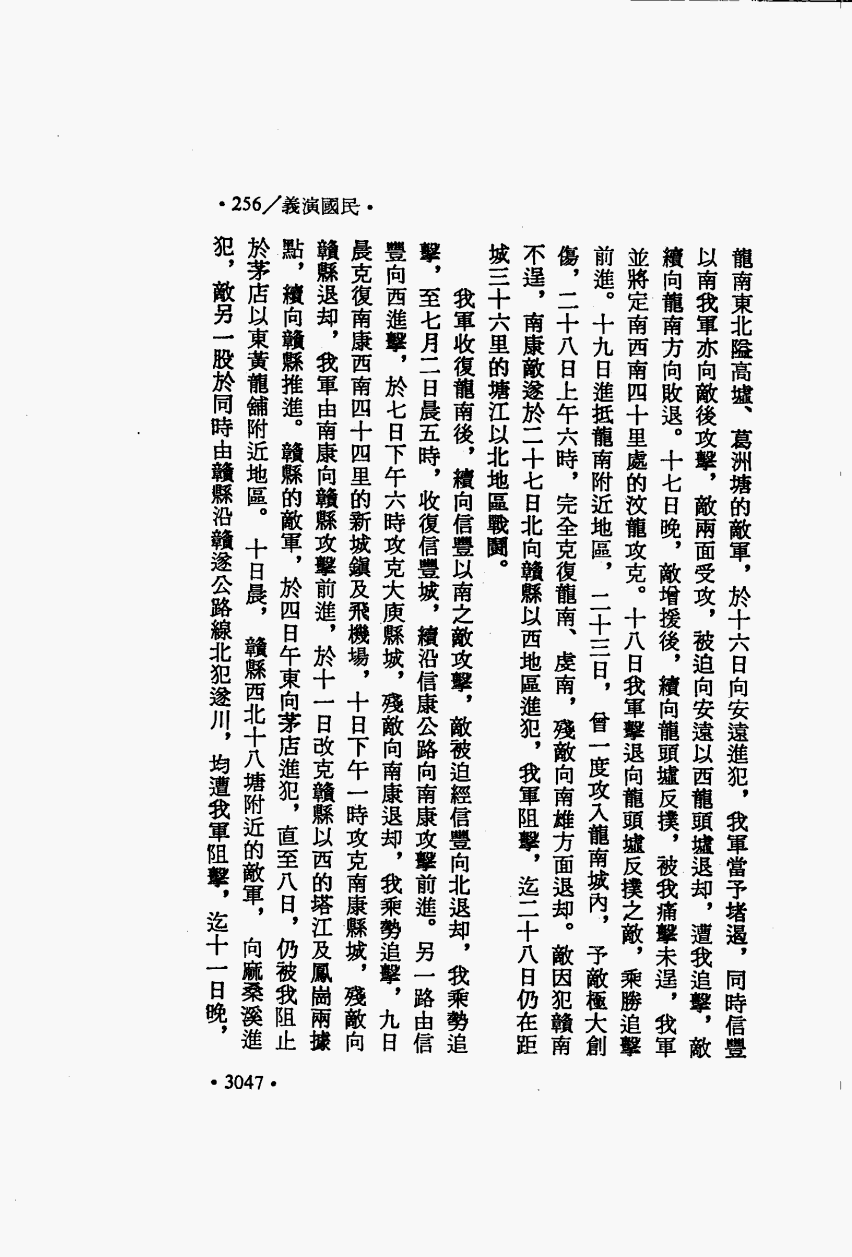 •256／義演國民•
龍南東北隘高墟、葛洲塘的敵軍，於十六日向安遠進犯，我軍當予堵遏，同時信豐
以南我軍亦向敵後攻擊，敵兩面受攻，被迫向安遠以西龍頭墟退却，遭我追擊，敵
續向龍南方向敗退。十七日晚，敵增援後，續向龍頭墟反撲，被我痛擊未逞，我軍
並將定南西南四十里處的汶龍攻克。十八日我軍擊退向龍頭墟反撲之敵，乘勝追擊
前進。十九日進抵龍南附近地區，二十三日，曾一度攻入龍南城內，予敵極大創
傷，二十八日上午六時，完全克復龍南、虔南，殘敵向南雄方面退却。敵因犯贛南
不逞，南康敵遂於二十七日北向贛縣以西地區進犯，我軍阻擊，迄二十八日仍在距
城三十六里的塘江以北地區戰鬪。
我軍收復龍南後，續向信豐以南之敵攻擊，敵被迫經信豐向北退却，我乘勢追
擊，至七月二日晨五時，收復信豐城，續沿信康公路向南康攻擊前進。另一路由信
豐向西進擊，於七日下午六時攻克大庾縣城，殘敵向南康退却，我乘勢追擊，九日
晨克復南康西南四十四里的新城鎭及飛機場，十日下午一時攻克南康縣城，殘敵向
贛縣退却，我軍由南康向贛縣攻擊前進，於十一日改克贛縣以西的塔江及鳳崗兩據
點，續向贛縣推進。贛縣的敵軍，於四日午東向茅店進犯，直至八日，仍被我阻止
於茅店以東黃龍舖附近地區。十日晨，贛縣西北十八塘附近的敵軍，向麻桑溪進
犯，敵另一股於同時由贛縣沿贛遂公路線北犯遂川，均遭我軍阻擊，迄十一日晚，
•3047•